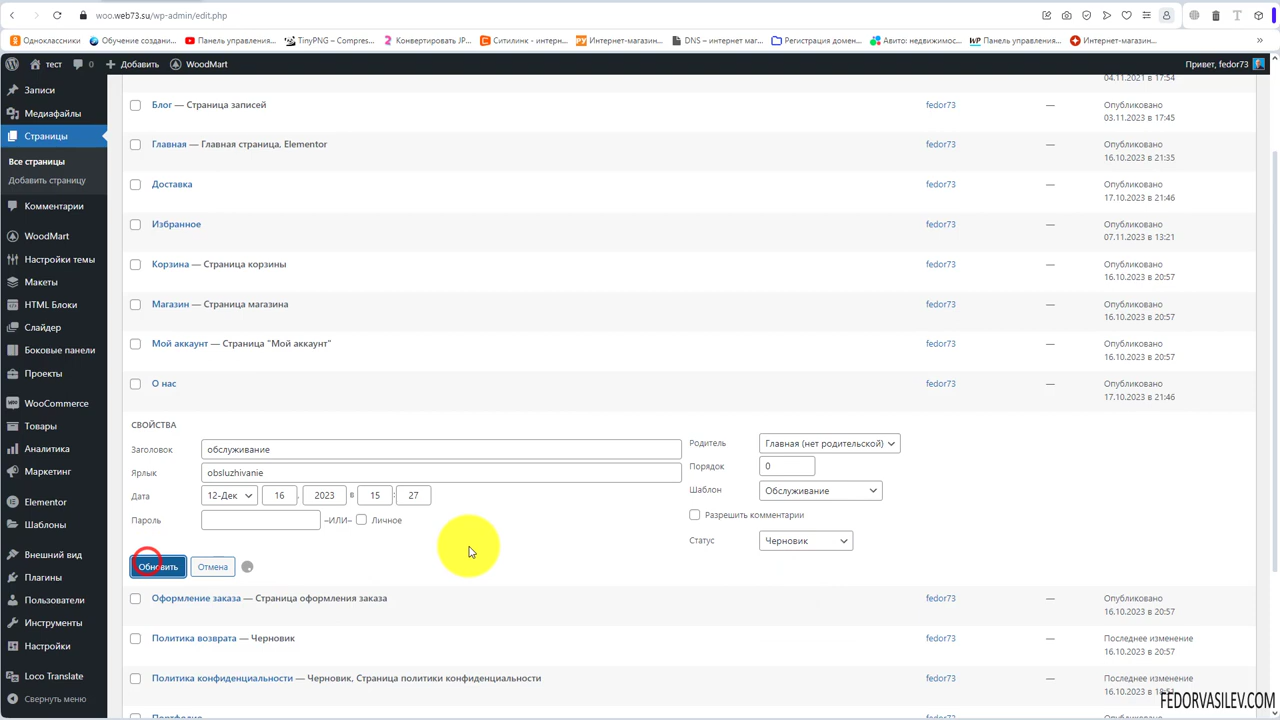 woo.web73.su/wp-admin/edit.php
Одноклассники
Обучение создани...
Панель управления...
TinyPNG – Compres...
Конвертировать JP...
Ситилинк - интерн...
Интернет-магазин...
DNS – интернет маг...
Регистрация домен...
Авито: недвижимос...
Панель управления...
Интернет-магазин...
тест
0
Добавить
WoodMart
Привет, fedor73
Записи
Медиафайлы
Страницы
Все страницы
Добавить страницу
Комментарии
WoodMart
Настройки темы
Макеты
HTML Блоки
Слайдер
Боковые панели
Проекты
WooCommerce
Товары
Аналитика
Маркетинг
Elementor
Шаблоны
Внешний вид
Плагины
Пользователи
Инструменты
Настройки
Loco Translate
Свернуть меню
04.11.2021 в 17:54
Блог — Страница записей
fedor73
—
Опубликовано
03.11.2021 в 17:45
Главная — Главная страница, Elementor
fedor73
—
Опубликовано
16.10.2023 в 21:35
Доставка
fedor73
—
Опубликовано
17.10.2023 в 21:46
Избранное
fedor73
—
Опубликовано
07.11.2023 в 13:21
Корзина — Страница корзины
fedor73
—
Опубликовано
16.10.2023 в 20:57
Магазин — Страница магазина
fedor73
—
Опубликовано
16.10.2023 в 20:57
Мой аккаунт — Страница "Мой аккаунт"
fedor73
—
Опубликовано
16.10.2023 в 20:57
О нас
fedor73
—
Опубликовано
17.10.2023 в 21:46
СВОЙСТВА
Заголовок
обслуживание
Ярлык
obsluzhivanie
Дата
12-Дек 16 , 2023 в 15 : 27
Пароль
–ИЛИ–
Личное
Родитель
Главная (нет родительской)
Порядок
0
Шаблон
Обслуживание
Разрешить комментарии
Статус
Черновик
Обновить
Отмена
Оформление заказа — Страница оформления заказа
fedor73
—
Опубликовано
16.10.2023 в 20:57
Политика возврата — Черновик
fedor73
—
Последнее изменение
16.10.2023 в 20:57
Политика конфиденциальности — Черновик, Страница политики конфиденциальности
fedor73
—
Последнее изменение
Портфолио
FEDORVASILEV.COM